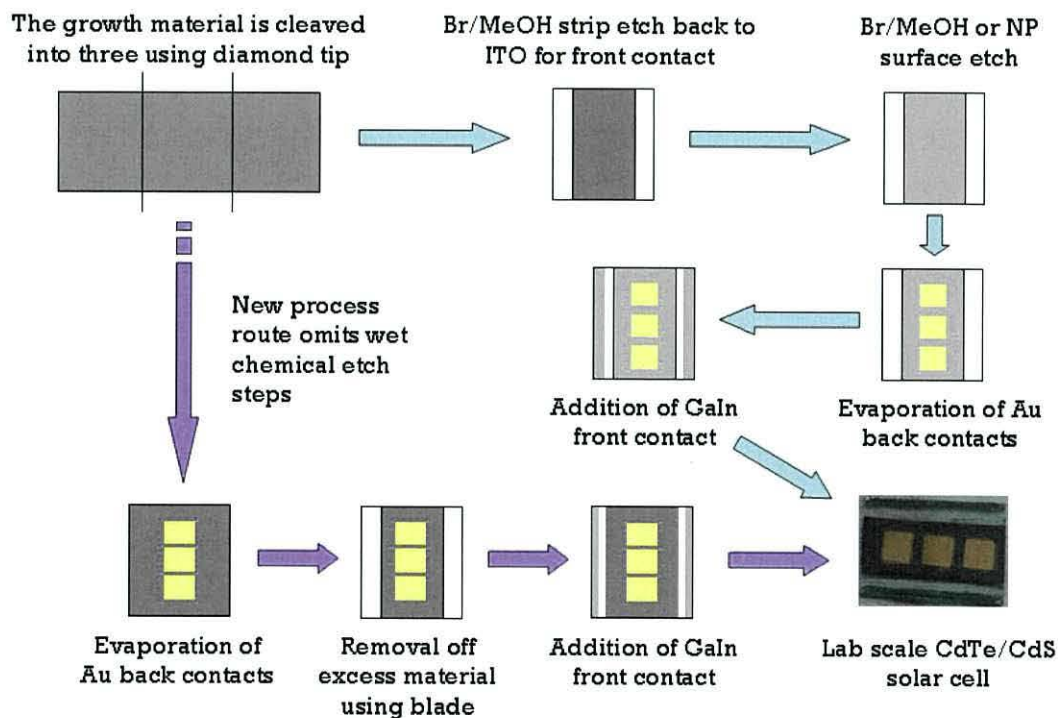 The growth material is cleaved
into three using diamond tip
Br/MeOH strip etch back to
ITO for front contact
Br/MeOH or NP
surface etch
New process
route omits wet
chemical etch
steps
Addition of GaIn
front contact
Evaporation of Au
back contacts
Evaporation of
Au back contacts
Removal off
excess material
using blade
Addition of GaIn
front contact
Lab scale CdTe/CdS
solar cell